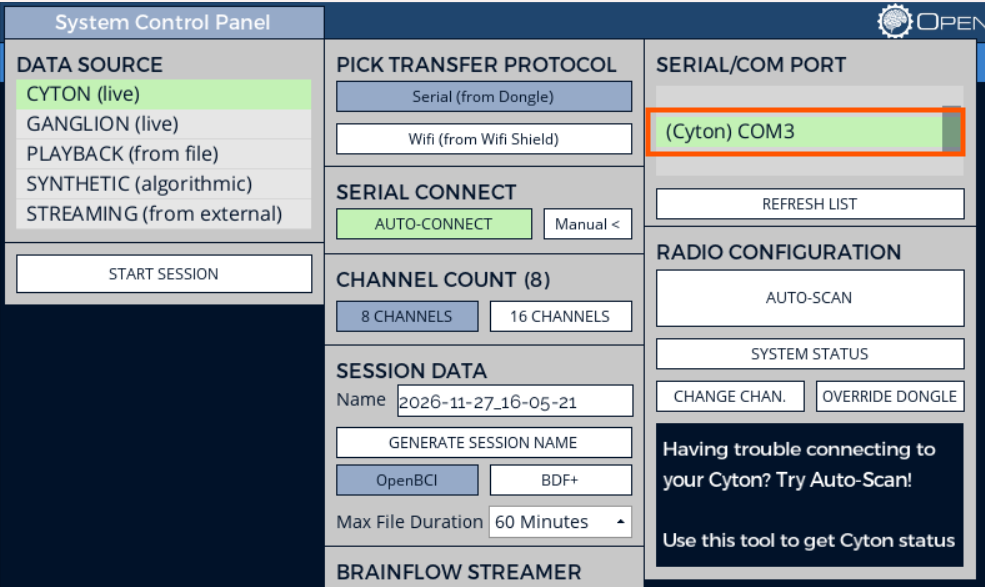 System Control Panel
OPEN
DATA SOURCE
CYTON (live)
GANGLION (live)
PLAYBACK (from file)
SYNTHETIC (algorithmic)
STREAMING (from external)
START SESSION
PICK TRANSFER PROTOCOL
Serial (from Dongle)
Wifi (from Wifi Shield)
SERIAL CONNECT
AUTO-CONNECT
Manual <
CHANNEL COUNT (8)
8 CHANNELS
16 CHANNELS
SESSION DATA
Name 2026-11-27_16-05-21
GENERATE SESSION NAME
OpenBCI
BDF+
Max File Duration 60 Minutes
BRAINFLOW STREAMER
SERIAL/COM PORT
(Cyton) COM3
REFRESH LIST
RADIO CONFIGURATION
AUTO-SCAN
SYSTEM STATUS
CHANGE CHAN.
OVERRIDE DONGLE
Having trouble connecting to
your Cyton? Try Auto-Scan!
Use this tool to get Cyton status